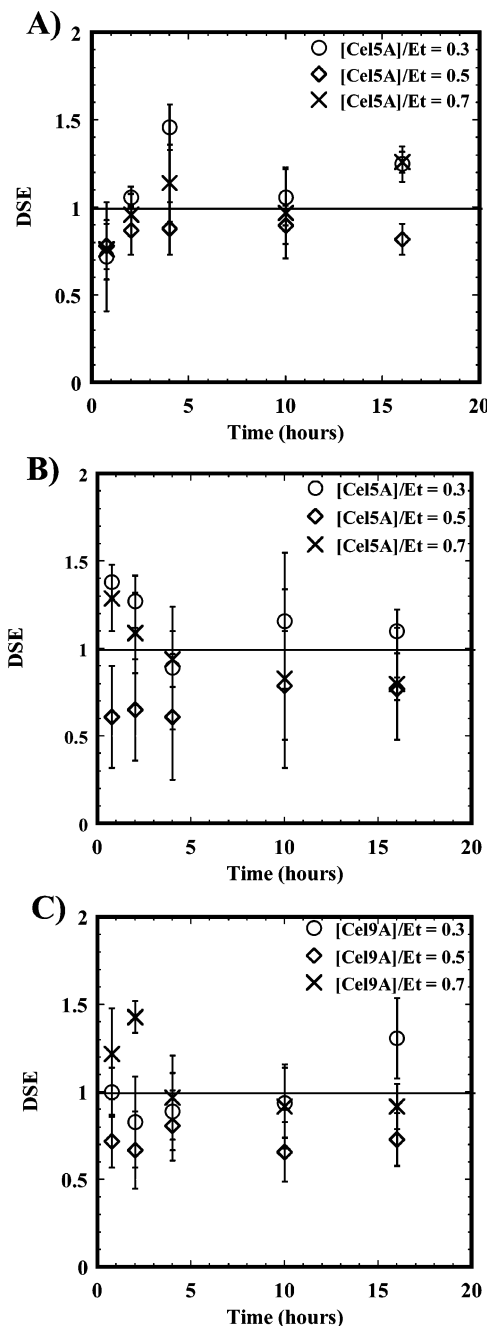 A)
[Cel5A]/Et = 0.3
[Cel5A]/Et = 0.5
[Cel5A]/Et = 0.7
2
1.5
1
0.5
0
DSE
0 5 10 15 20
Time (hours)
B)
[Cel5A]/Et = 0.3
[Cel5A]/Et = 0.5
[Cel5A]/Et = 0.7
2
1.5
1
0.5
0
DSE
0 5 10 15 20
Time (hours)
C)
[Cel9A]/Et = 0.3
[Cel9A]/Et = 0.5
[Cel9A]/Et = 0.7
2
1.5
1
0.5
0
DSE
0 5 10 15 20
Time (hours)